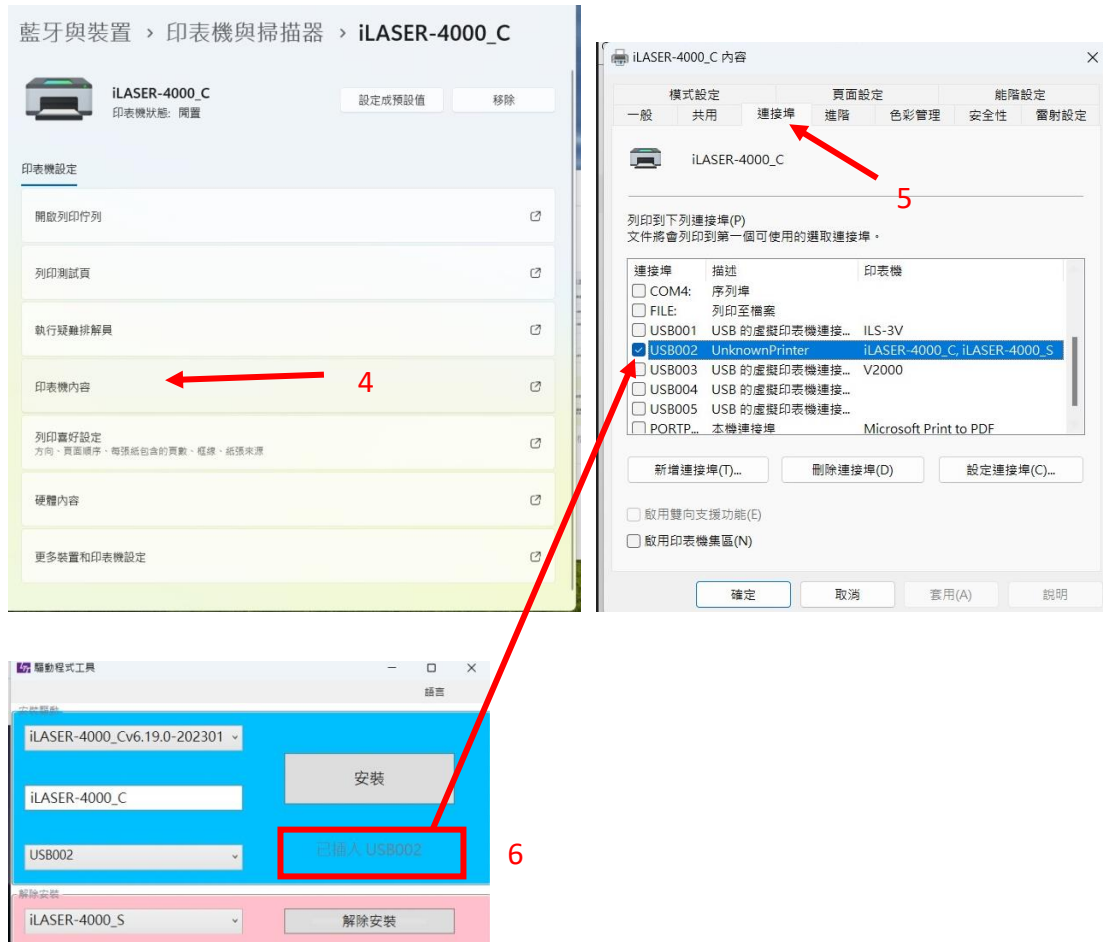 藍牙與裝置 › 印表機與掃描器 › iLASER-4000_C
iLASER-4000_C
印表機狀態: 閒置
設定成預設值
移除
印表機設定
開啟列印佇列
列印測試頁
執行疑難排解員
印表機內容
4
列印喜好設定
方向、頁面順序、每張紙包含的頁數、框線、紙張來源
硬體內容
更多裝置和印表機設定
iLASER-4000_C 內容
模式設定 頁面設定 能階設定
一般 共用 連接埠 進階 色彩管理 安全性 雷射設定
iLASER-4000_C
5
列印到下列連接埠(P)
文件將會列印到第一個可使用的選取連接埠。
連接埠 描述 印表機
COM4: 序列埠
FILE: 列印至檔案
USB001 USB 的虛擬印表機連接... ILS-3V
USB002 UnknownPrinter iLASER-4000_C, iLASER-4000_S
USB003 USB 的虛擬印表機連接... V2000
USB004 USB 的虛擬印表機連接...
USB005 USB 的虛擬印表機連接...
PORTP... 本機連接埠 Microsoft Print to PDF
新增連接埠(T)... 刪除連接埠(D) 設定連接埠(C)...
啟用雙向支援功能(E)
啟用印表機集區(N)
確定 取消 套用(A) 說明
驅動程式工具
語言
安裝驅動
iLASER-4000_Cv6.19.0-202301
安裝
iLASER-4000_C
USB002
已插入 USB002
6
解除安裝
iLASER-4000_S
解除安裝